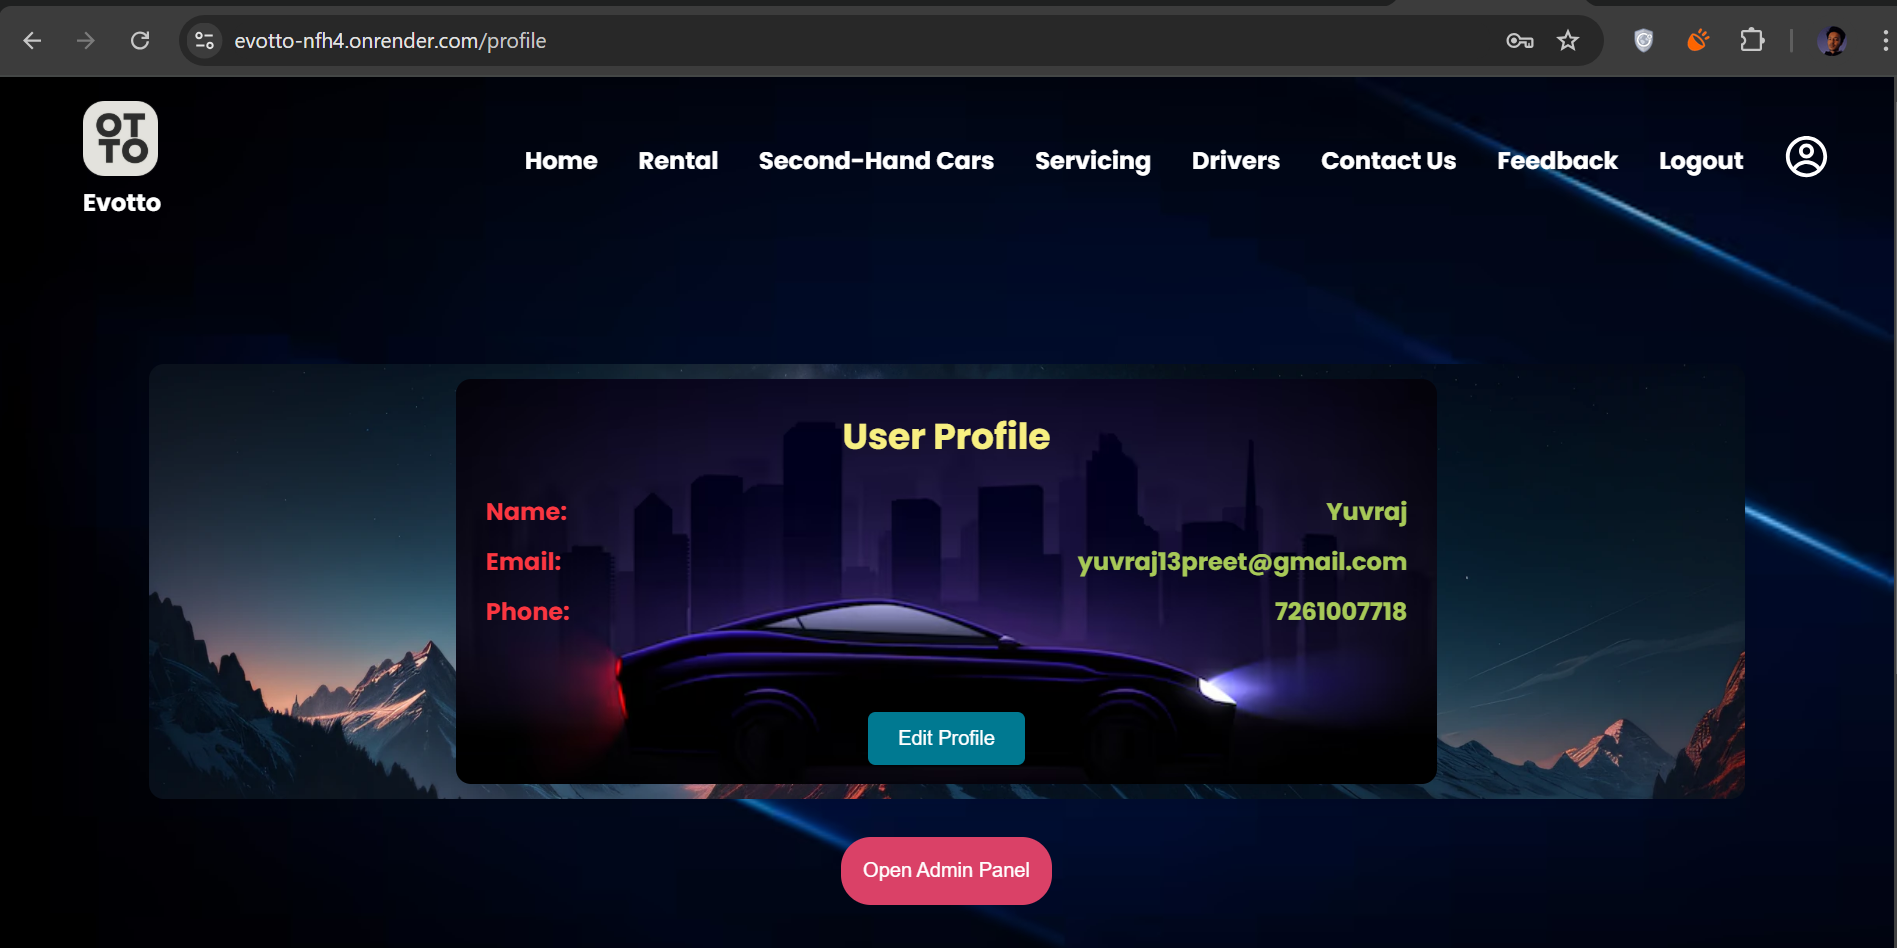 evotto-nfh4.onrender.com/profile
OT
TO
Evotto
Home Rental Second-Hand Cars Servicing Drivers Contact Us Feedback Logout
User Profile
Name: Yuvraj
Email: yuvraj13preet@gmail.com
Phone: 7261007718
Edit Profile
Open Admin Panel